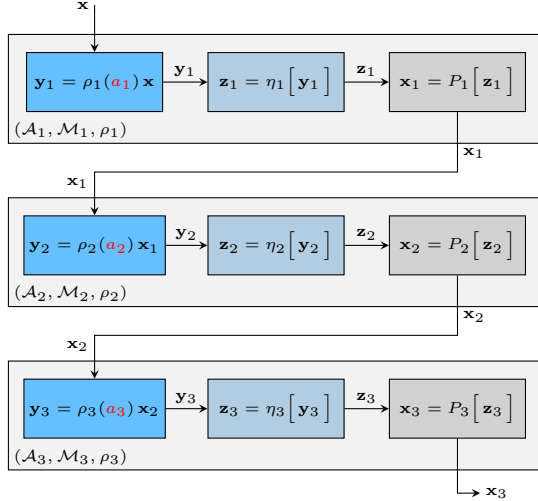 x
y₁ = ρ₁(a₁) x
y₁
z₁ = η₁[y₁]
z₁
x₁ = P₁[z₁]
(𝒜₁, ℳ₁, ρ₁)
x₁
x₁
y₂ = ρ₂(a₂) x₁
y₂
z₂ = η₂[y₂]
z₂
x₂ = P₂[z₂]
(𝒜₂, ℳ₂, ρ₂)
x₂
x₂
y₃ = ρ₃(a₃) x₂
y₃
z₃ = η₃[y₃]
z₃
x₃ = P₃[z₃]
(𝒜₃, ℳ₃, ρ₃)
x₃